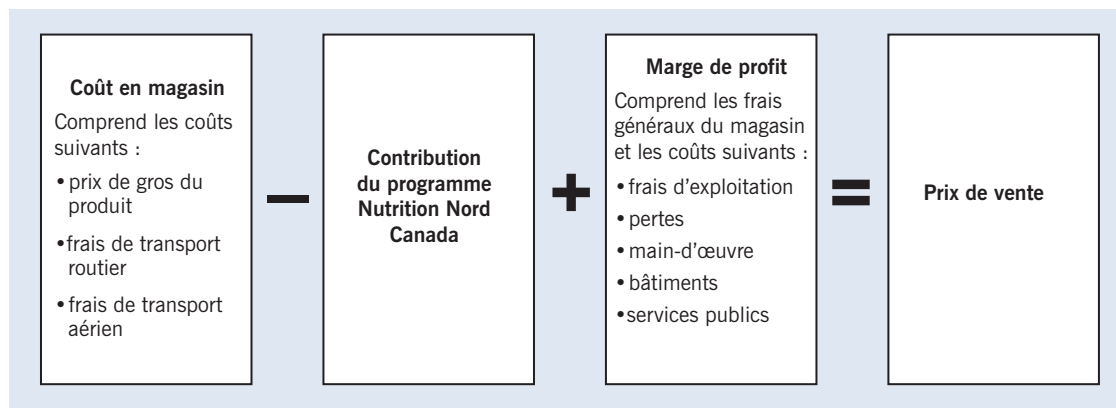 Coût en magasin
Comprend les coûts
suivants :
• prix de gros du
produit
• frais de transport
routier
• frais de transport
aérien
−
Contribution
du programme
Nutrition Nord
Canada
+
Marge de profit
Comprend les frais
généraux du magasin
et les coûts suivants :
• frais d'exploitation
• pertes
• main-d'œuvre
• bâtiments
• services publics
=
Prix de vente